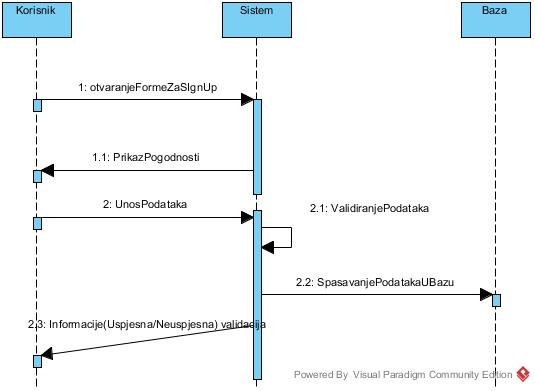 Korisnik
Sistem
Baza
1: otvaranjeFormeZaSIgnUp
1.1: PrikazPogodnosti
2: UnosPodataka
2.1: ValidiranjePodataka
2.2: SpasavanjePodatakaUBazu
2.3: Informacije(Uspjesna/Neuspjesna) validacija
Powered By Visual Paradigm Community Edition